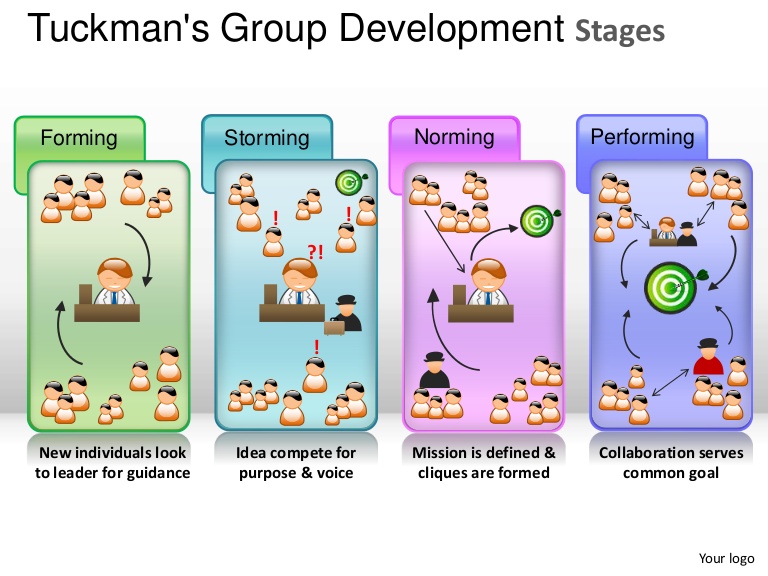 Tuckman's Group Development Stages
Forming
Storming
Norming
Performing
!
!
?!
!
New individuals look
to leader for guidance
Idea compete for
purpose & voice
Mission is defined &
cliques are formed
Collaboration serves
common goal
Your logo